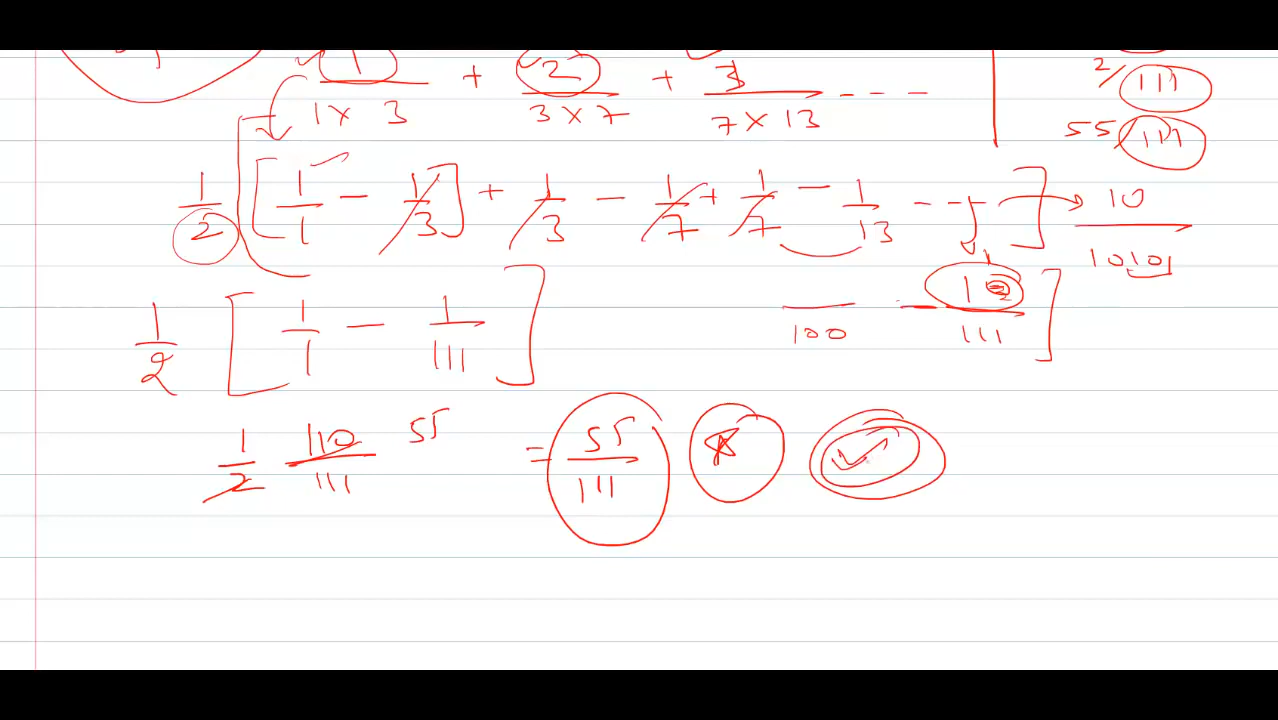 1/(1 x 3) + 2/(3 x 7) + 3/(7 x 13) - - -
2/111
55/111
1/2 [1/1 - 1/3] + 1/3 - 1/7 + 1/7 - 1/13 - - - ] → 10/10101
/100 - 1/111 ]
1/2 [1/1 - 1/111]
1/2 110/111 55 = 55/111